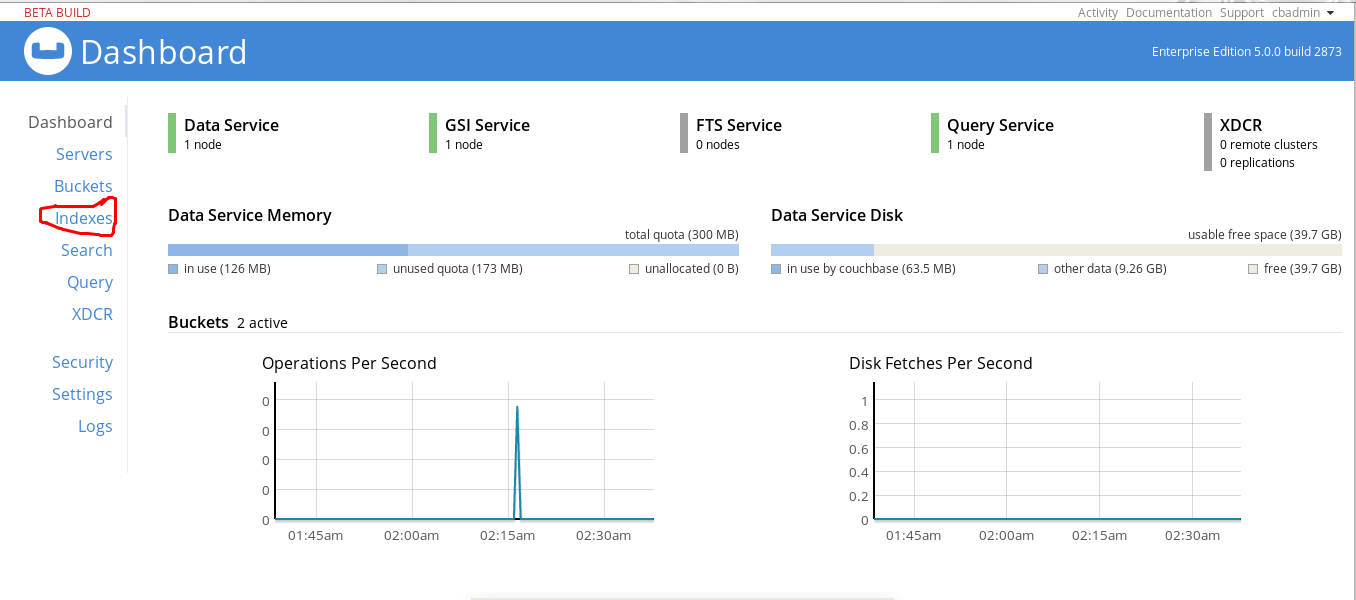 BETA BUILD
Activity Documentation Support cbadmin
Dashboard
Enterprise Edition 5.0.0 build 2873
Dashboard
Servers
Buckets
Indexes
Search
Query
XDCR
Security
Settings
Logs
Data Service
1 node
GSI Service
1 node
FTS Service
0 nodes
Query Service
1 node
XDCR
0 remote clusters
0 replications
Data Service Memory
total quota (300 MB)
in use (126 MB) unused quota (173 MB) unallocated (0 B)
Data Service Disk
usable free space (39.7 GB)
in use by couchbase (63.5 MB) other data (9.26 GB) free (39.7 GB)
Buckets 2 active
Operations Per Second
0
0
0
0
0
01:45am 02:00am 02:15am 02:30am
Disk Fetches Per Second
1
0.8
0.6
0.4
0.2
0
01:45am 02:00am 02:15am 02:30am